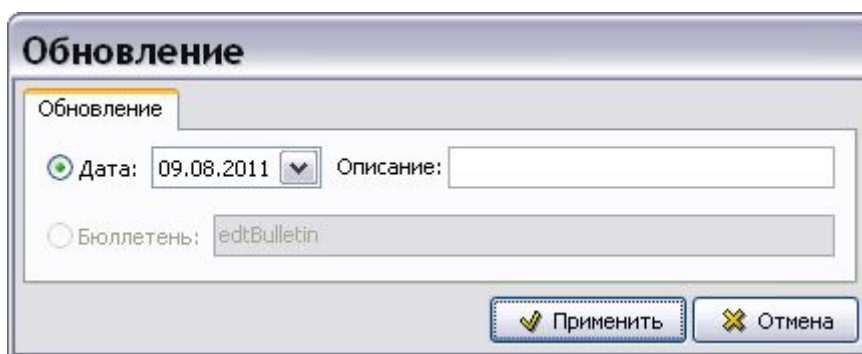 Обновление
Обновление
Дата: 09.08.2011 Описание:
Бюллетень: edtBulletin
Применить Отмена